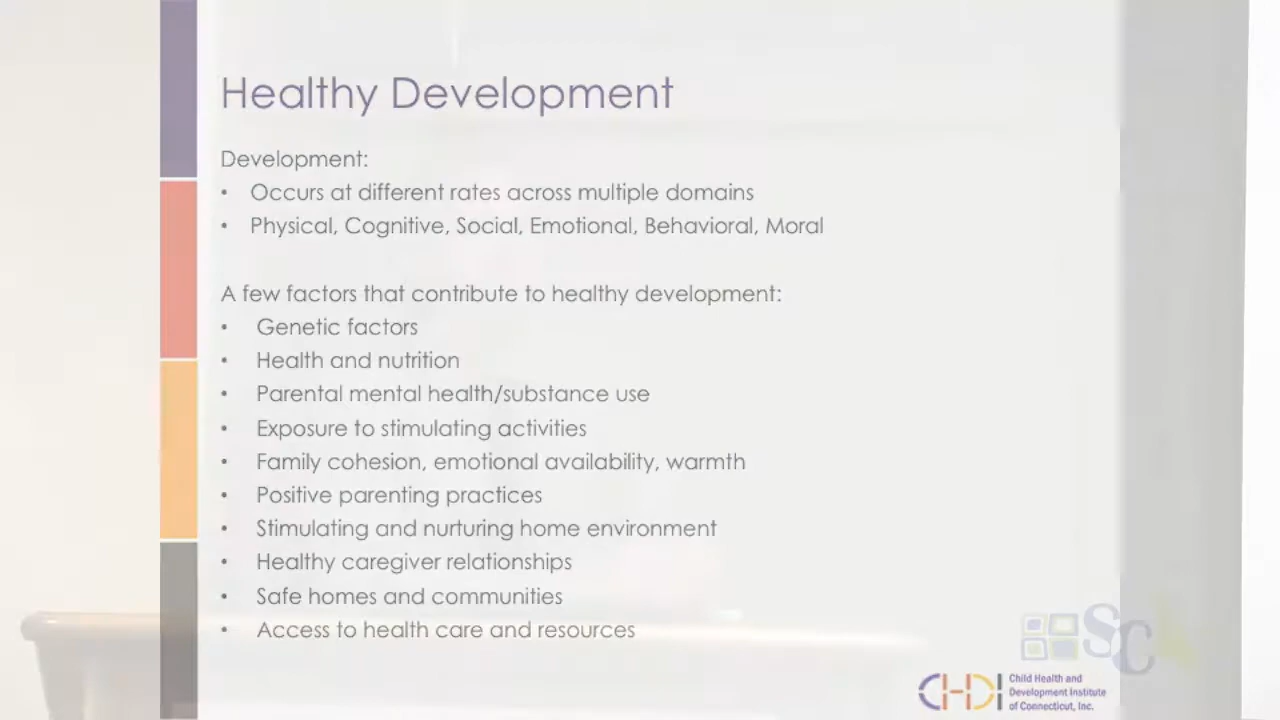 Healthy Development
Development:
• Occurs at different rates across multiple domains
• Physical, Cognitive, Social, Emotional, Behavioral, Moral
A few factors that contribute to healthy development:
• Genetic factors
• Health and nutrition
• Parental mental health/substance use
• Exposure to stimulating activities
• Family cohesion, emotional availability, warmth
• Positive parenting practices
• Stimulating and nurturing home environment
• Healthy caregiver relationships
• Safe homes and communities
• Access to health care and resources
SC
CHDI
Child Health and
Development Institute
of Connecticut, Inc.